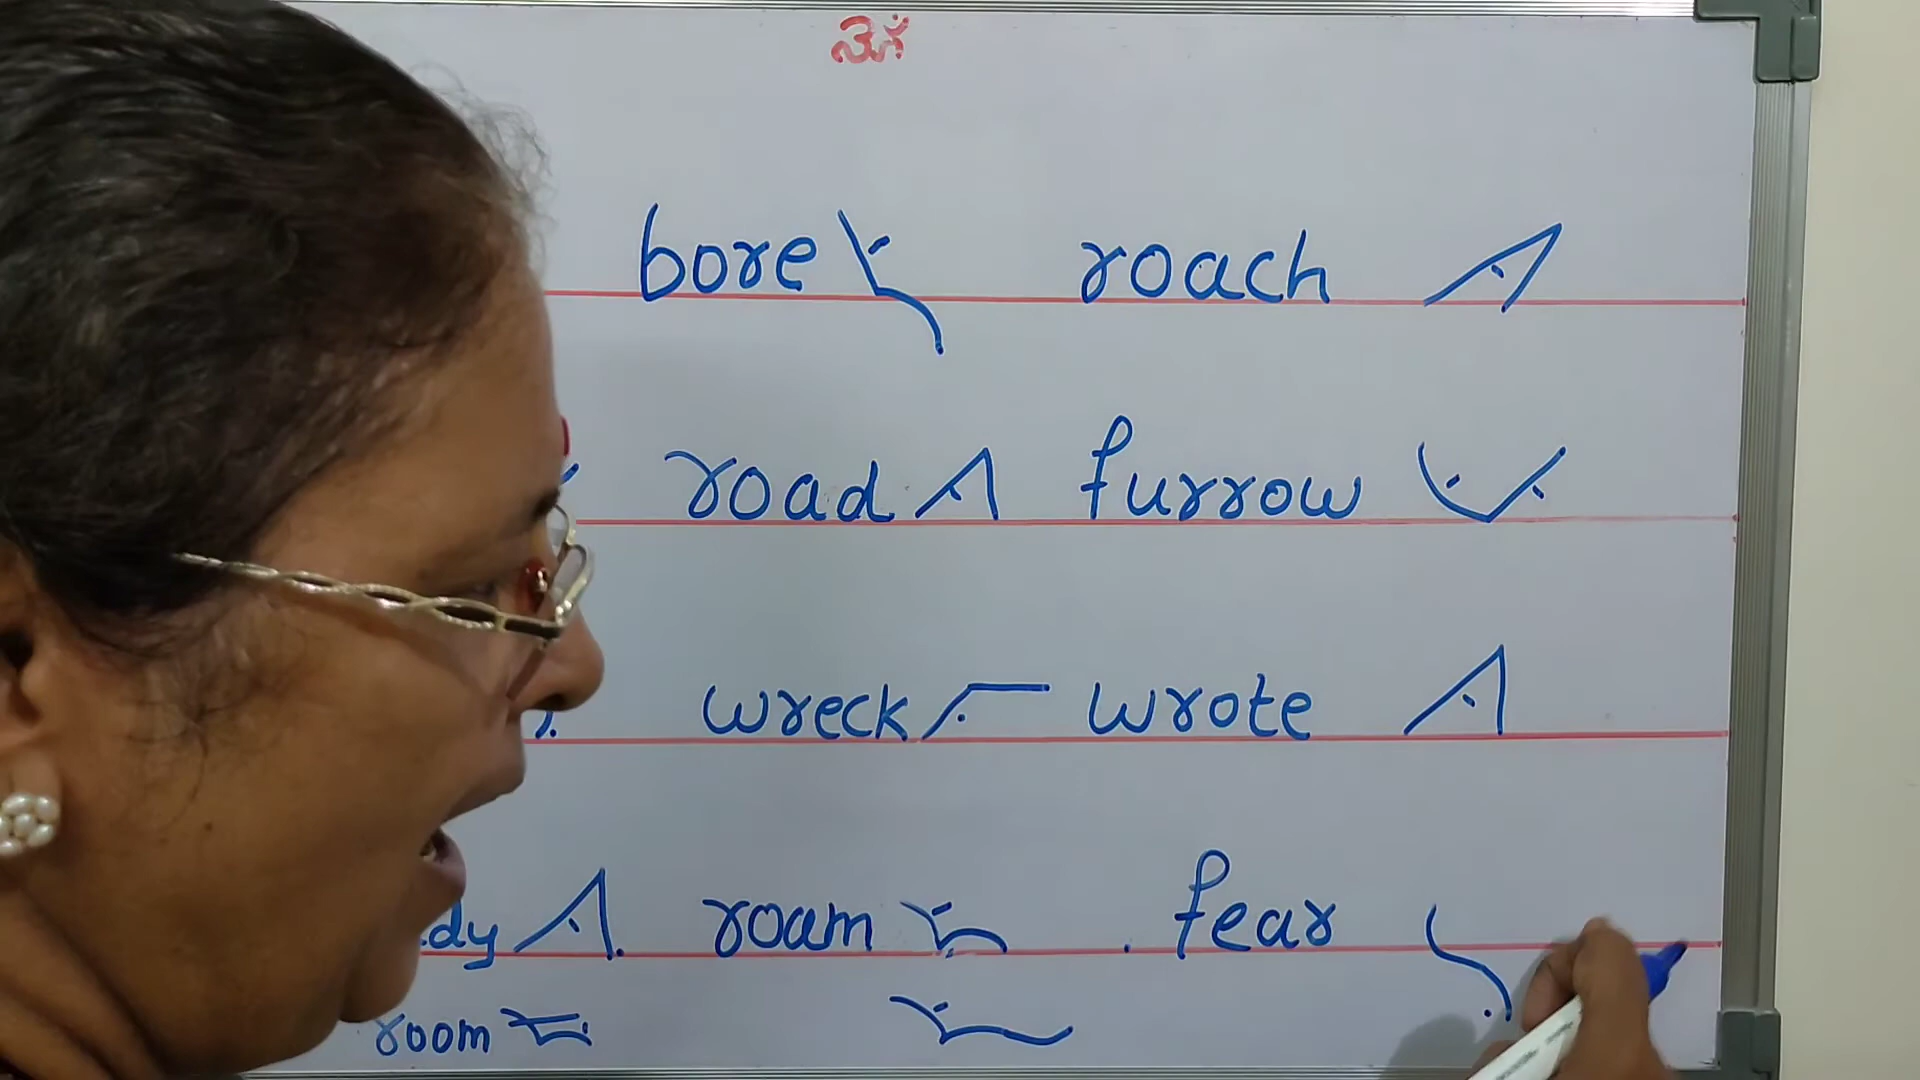 bore roach
road furrow
wreck wrote
dy roam . fear
room